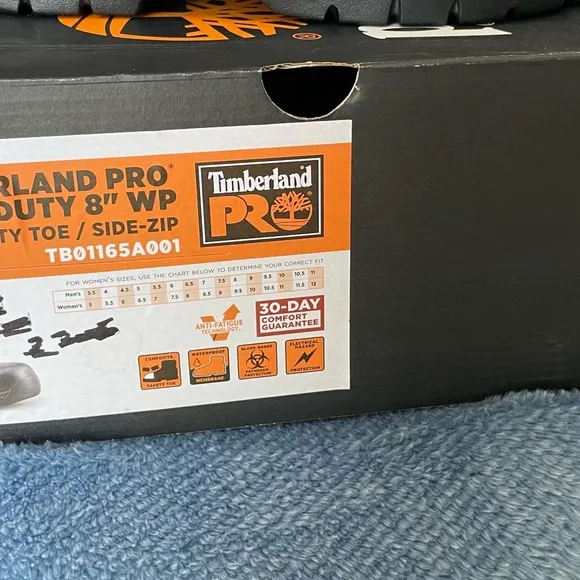 RLAND PRO®
DUTY 8" WP
TY TOE / SIDE-ZIP
TB01165A001
Timberland
PRO
FOR WOMEN'S SIZES, USE THE CHART BELOW TO DETERMINE YOUR CORRECT FIT
Men's 3.5 4 4.5 5 5.5 6 6.5 7 7.5 8 8.5 9 9.5 10 10.5 11
Women's 5 5.5 6 6.5 7 7.5 8 8.5 9 9.5 10 10.5 11 11.5 12
ANTI-FATIGUE
TECHNOLOGY
30-DAY
COMFORT
GUARANTEE
COMPOSITE
SAFETY TOE
WATERPROOF
MEMBRANE
BLOOD-BORNE
PATHOGEN
PROTECTION
ELECTRICAL
HAZARD
PROTECTION